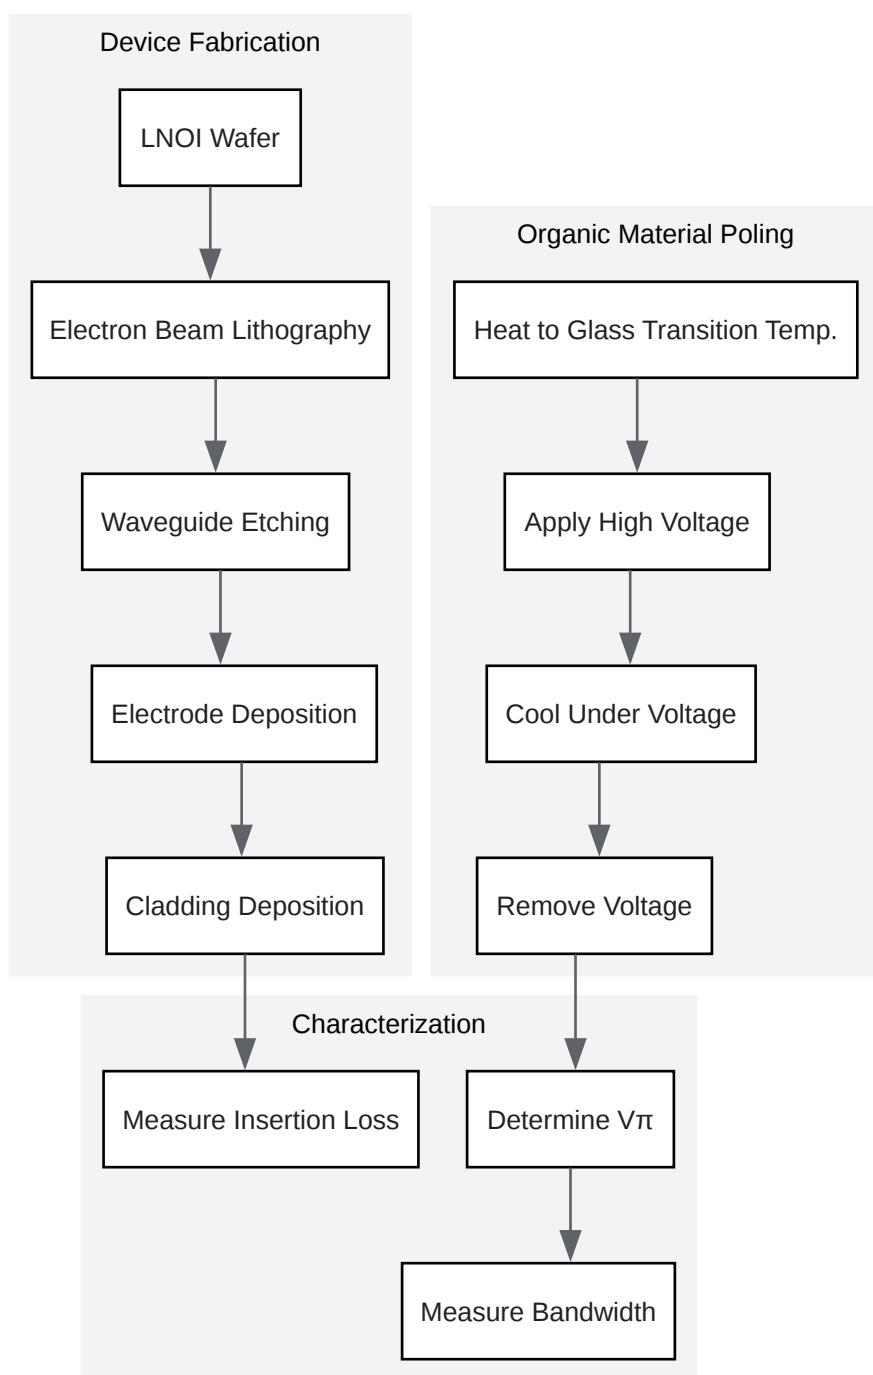 Device Fabrication
LNOI Wafer
Electron Beam Lithography
Waveguide Etching
Electrode Deposition
Cladding Deposition
Organic Material Poling
Heat to Glass Transition Temp.
Apply High Voltage
Cool Under Voltage
Remove Voltage
Characterization
Measure Insertion Loss
Determine Vπ
Measure Bandwidth